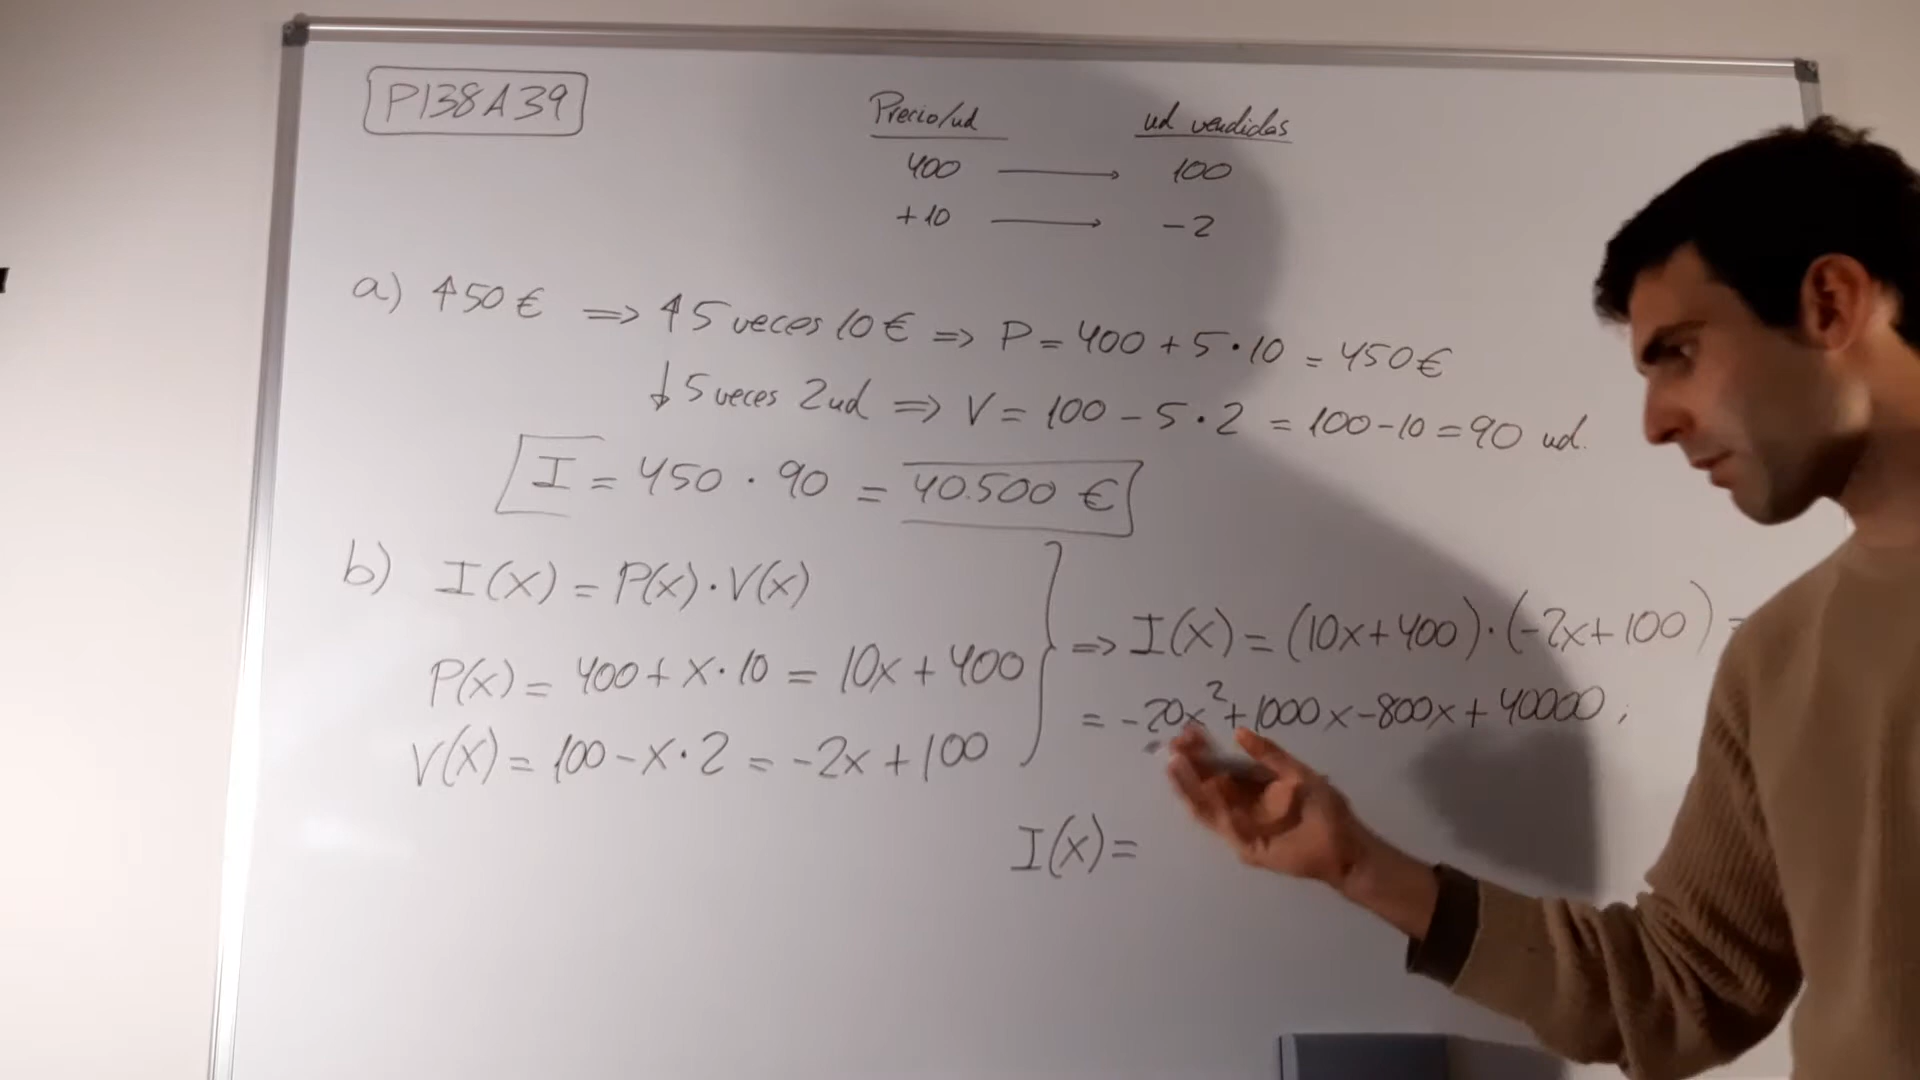 P138A39
Precio/ud ud vendidas
400 → 100
+10 → -2
a) ↑50€ => ↑5 veces 10€ => P = 400 + 5·10 = 450€
↓5 veces 2ud => V = 100 - 5·2 = 100-10 = 90 ud.
I = 450 · 90 = 40.500 €
b) I(x) = P(x)·V(x)
P(x) = 400 + x·10 = 10x + 400
V(x) = 100 - x·2 = -2x + 100
=> I(x) = (10x+400)·(-2x+100) =
= -20x²+1000x-800x+40000;
I(x) =